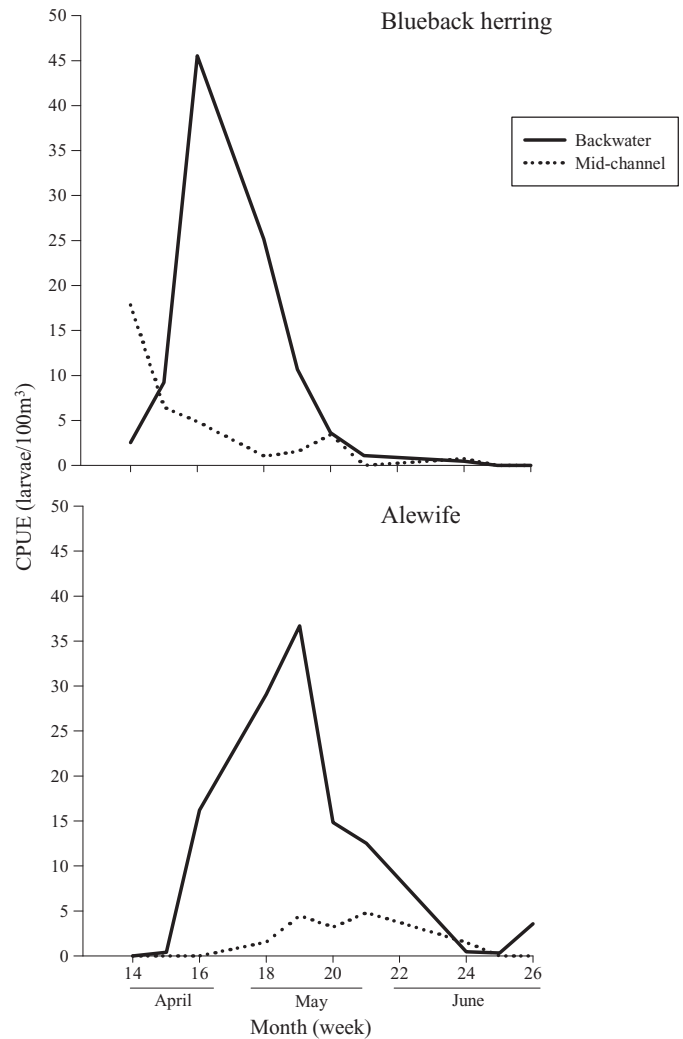 Blueback herring
50
45
40
35
30
25
20
15
10
5
0
Backwater
Mid-channel
CPUE (larvae/100m³)
Alewife
50
45
40
35
30
25
20
15
10
5
0
14 16 18 20 22 24 26
April May June
Month (week)